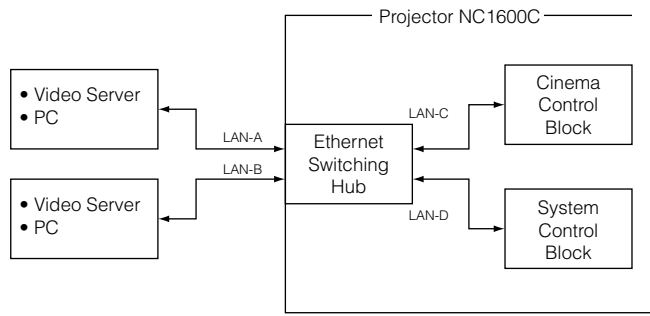 Projector NC1600C
• Video Server
• PC
LAN-A
LAN-B
• Video Server
• PC
Ethernet
Switching
Hub
LAN-C
LAN-D
Cinema
Control
Block
System
Control
Block